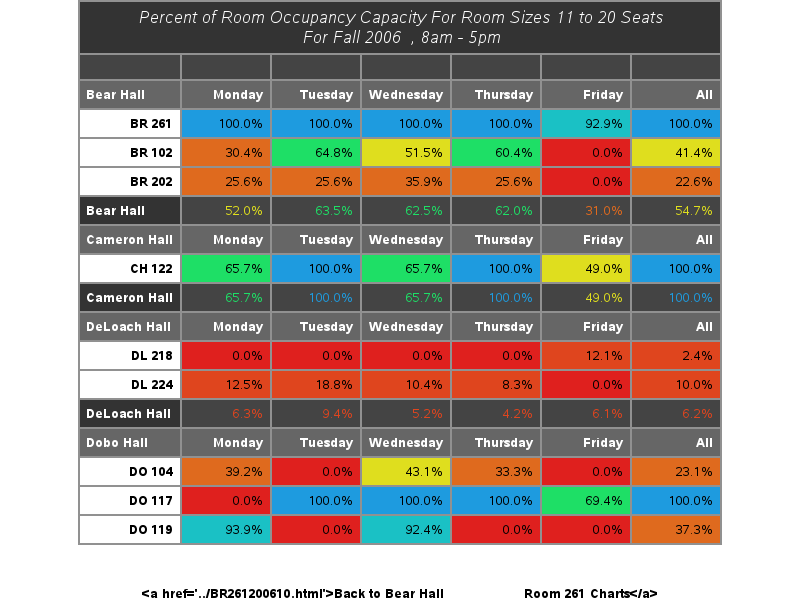 Percent of Room Occupancy Capacity For Room Sizes 11 to 20 Seats
For Fall 2006 , 8am - 5pm
Bear Hall Monday Tuesday Wednesday Thursday Friday All
BR 261 100.0% 100.0% 100.0% 100.0% 92.9% 100.0%
BR 102 30.4% 64.8% 51.5% 60.4% 0.0% 41.4%
BR 202 25.6% 25.6% 35.9% 25.6% 0.0% 22.6%
Bear Hall 52.0% 63.5% 62.5% 62.0% 31.0% 54.7%
Cameron Hall Monday Tuesday Wednesday Thursday Friday All
CH 122 65.7% 100.0% 65.7% 100.0% 49.0% 100.0%
Cameron Hall 65.7% 100.0% 65.7% 100.0% 49.0% 100.0%
DeLoach Hall Monday Tuesday Wednesday Thursday Friday All
DL 218 0.0% 0.0% 0.0% 0.0% 12.1% 2.4%
DL 224 12.5% 18.8% 10.4% 8.3% 0.0% 10.0%
DeLoach Hall 6.3% 9.4% 5.2% 4.2% 6.1% 6.2%
Dobo Hall Monday Tuesday Wednesday Thursday Friday All
DO 104 39.2% 0.0% 43.1% 33.3% 0.0% 23.1%
DO 117 0.0% 100.0% 100.0% 100.0% 69.4% 100.0%
DO 119 93.9% 0.0% 92.4% 0.0% 0.0% 37.3%
<a href='../BR261200610.html'>Back to Bear Hall Room 261 Charts</a>